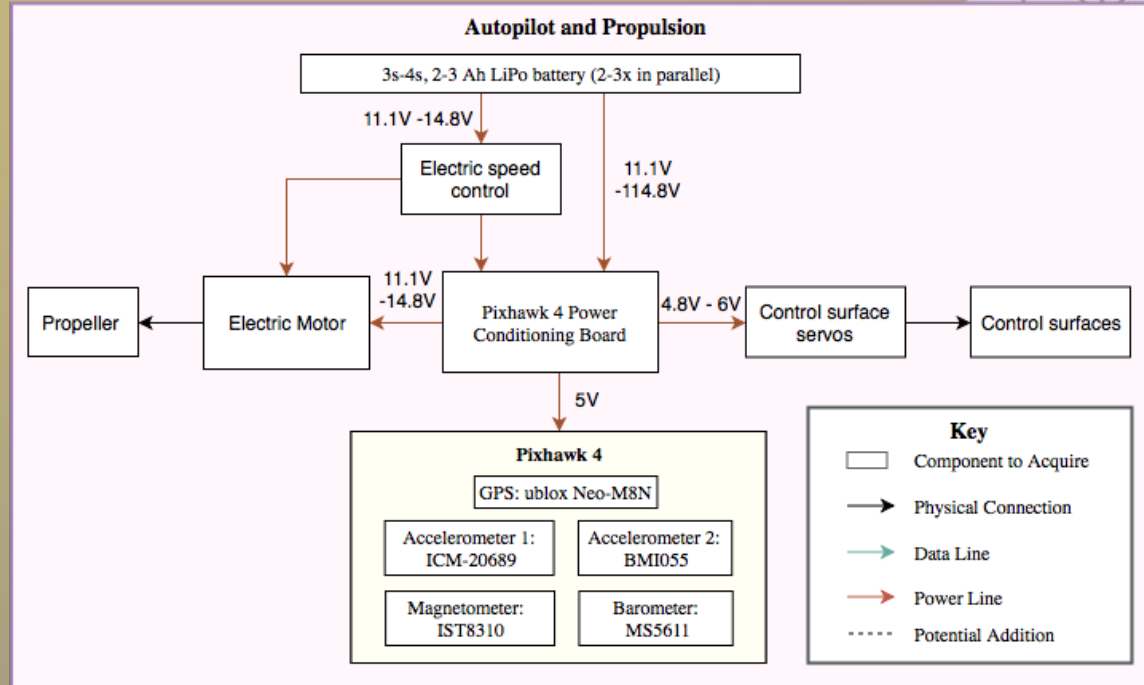 Autopilot and Propulsion
3s-4s, 2-3 Ah LiPo battery (2-3x in parallel)
11.1V -14.8V
Electric speed
control
11.1V
-114.8V
11.1V
-14.8V
Propeller
Electric Motor
Pixhawk 4 Power
Conditioning Board
4.8V - 6V
Control surface
servos
Control surfaces
5V
Pixhawk 4
GPS: ublox Neo-M8N
Accelerometer 1:
ICM-20689
Accelerometer 2:
BMI055
Magnetometer:
IST8310
Barometer:
MS5611
Key
Component to Acquire
Physical Connection
Data Line
Power Line
Potential Addition